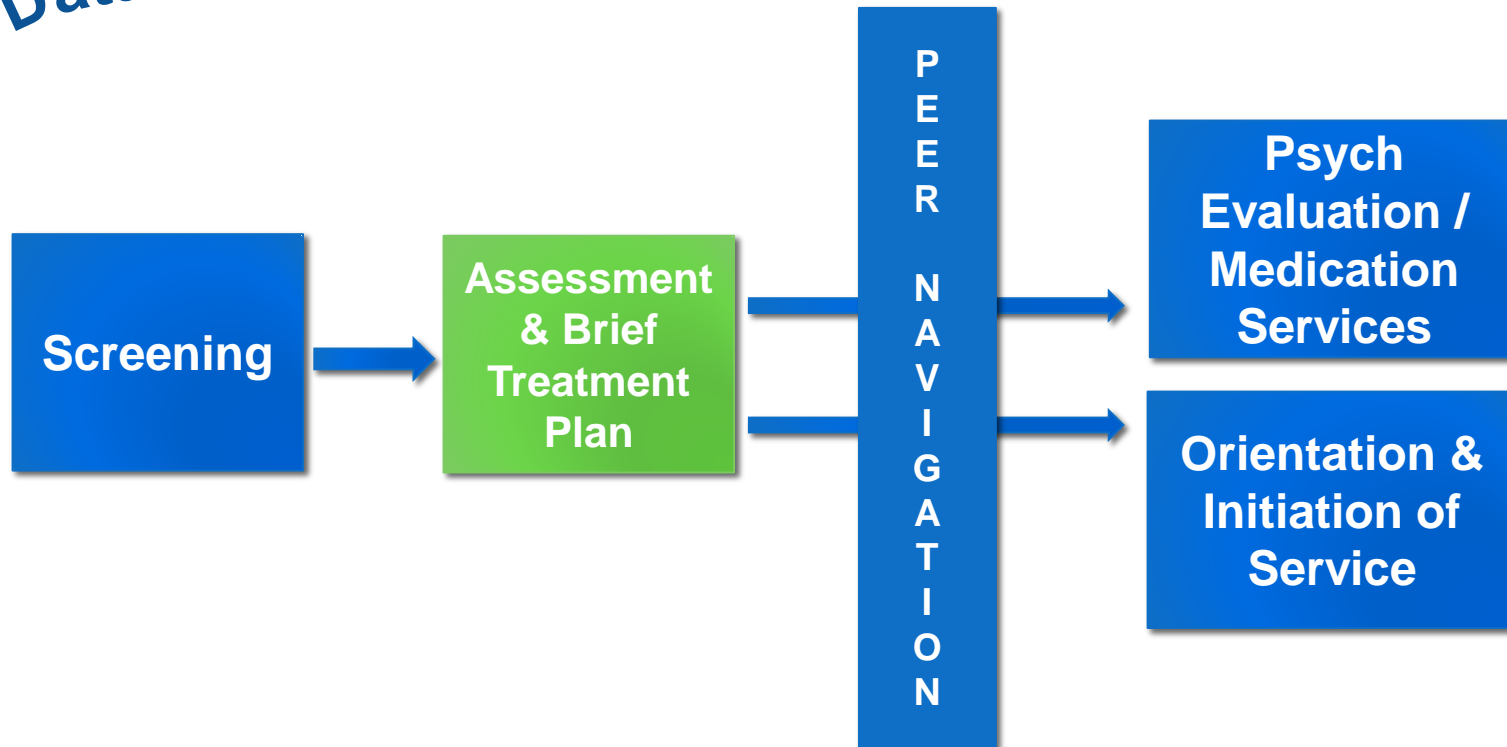 Screening
Assessment
& Brief
Treatment
Plan
P
E
E
R
N
A
V
I
G
A
T
I
O
N
Psych
Evaluation /
Medication
Services
Orientation &
Initiation of
Service